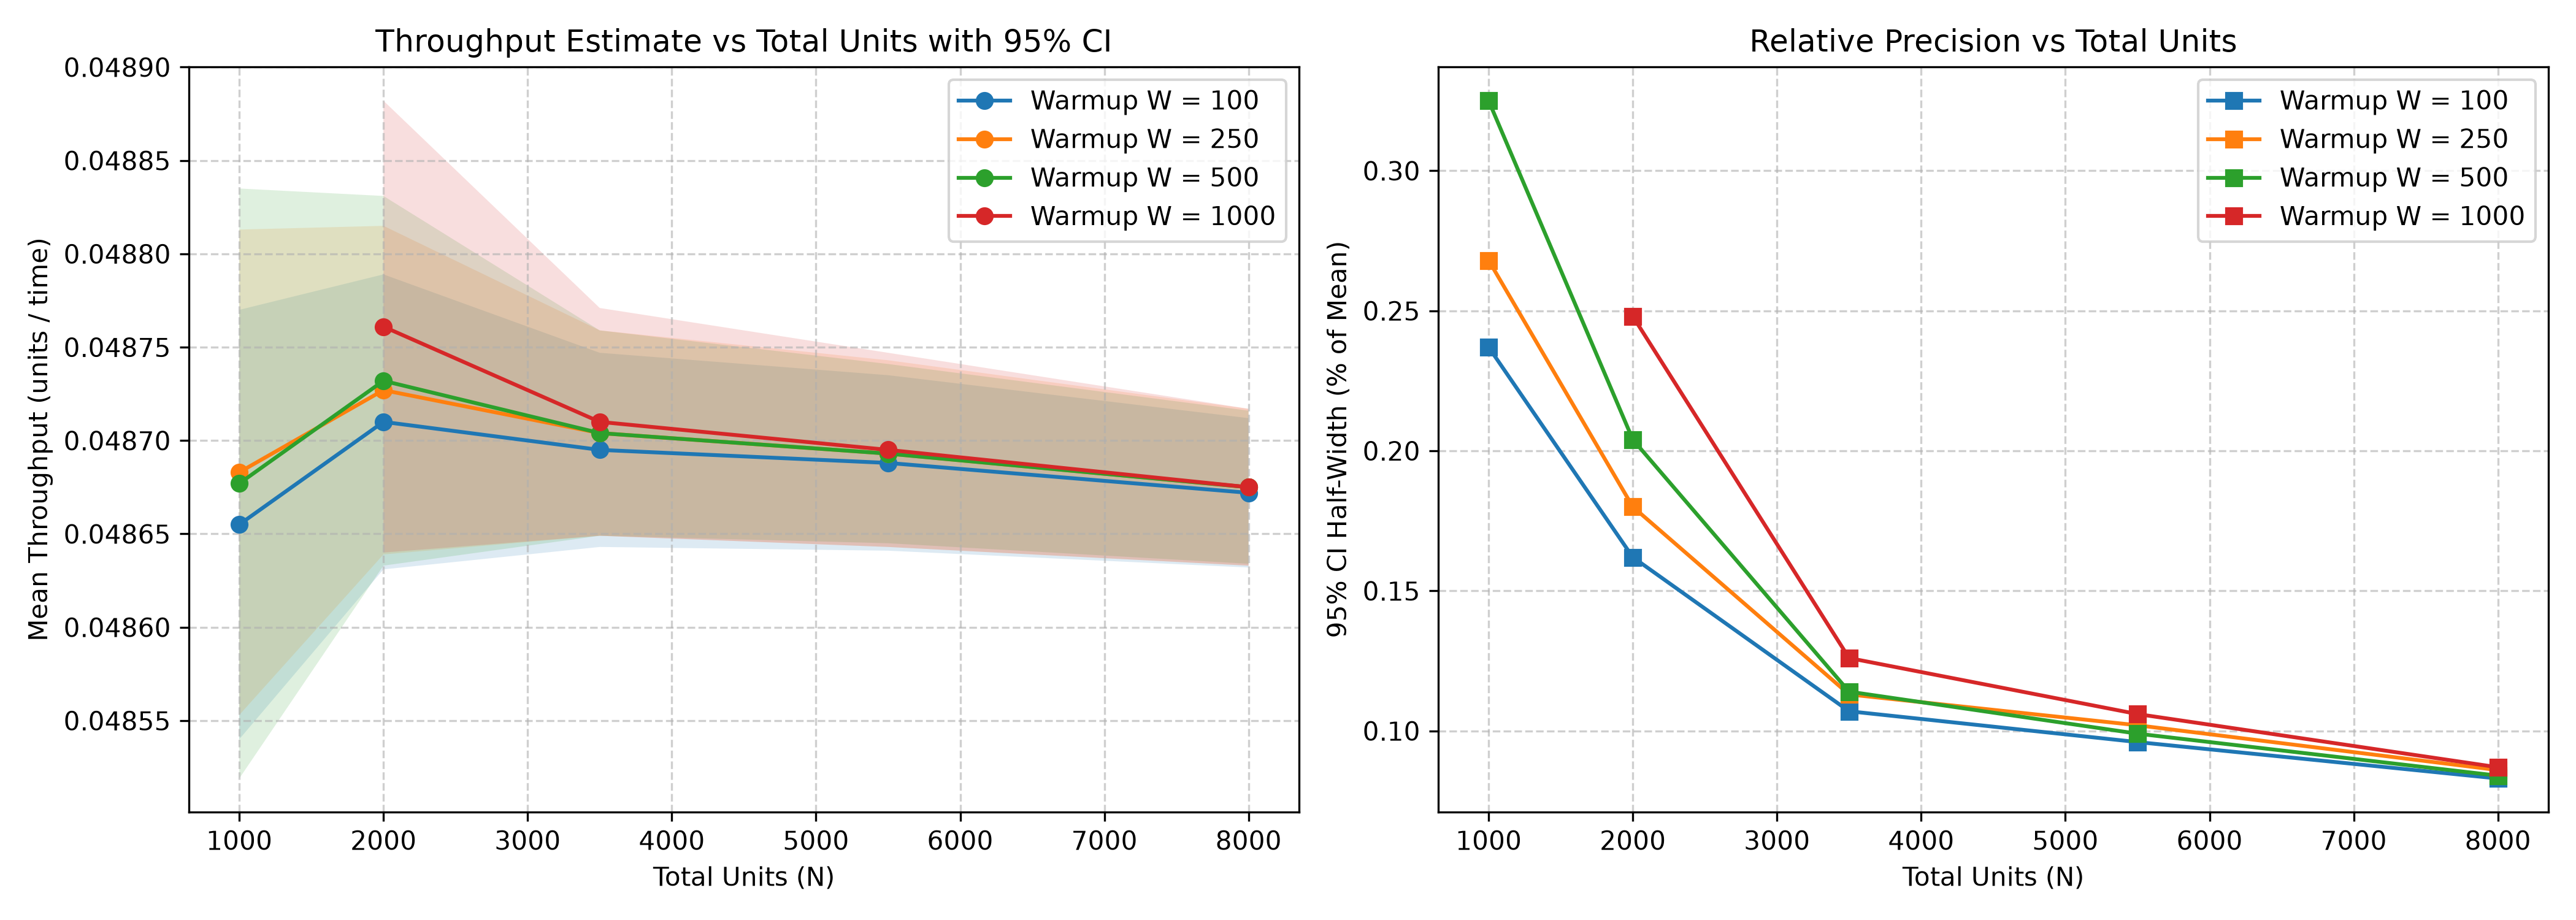 Throughput Estimate vs Total Units with 95% CI
0.04890
0.04885
0.04880
0.04875
0.04870
0.04865
0.04860
0.04855
Mean Throughput (units / time)
Warmup W = 100
Warmup W = 250
Warmup W = 500
Warmup W = 1000
1000 2000 3000 4000 5000 6000 7000 8000
Total Units (N)
Relative Precision vs Total Units
0.30
0.25
0.20
0.15
0.10
95% CI Half-Width (% of Mean)
Warmup W = 100
Warmup W = 250
Warmup W = 500
Warmup W = 1000
1000 2000 3000 4000 5000 6000 7000 8000
Total Units (N)